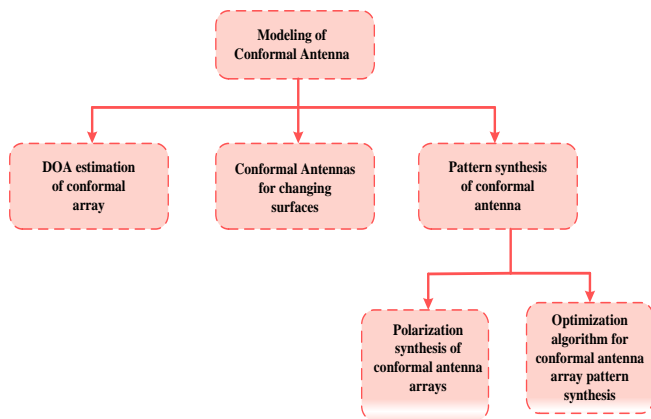 Modeling of
Conformal Antenna
DOA estimation
of conformal
array
Conformal Antennas
for changing
surfaces
Pattern synthesis
of conformal
antenna
Polarization
synthesis of
conformal antenna
arrays
Optimization
algorithm for
conformal antenna
array pattern
synthesis